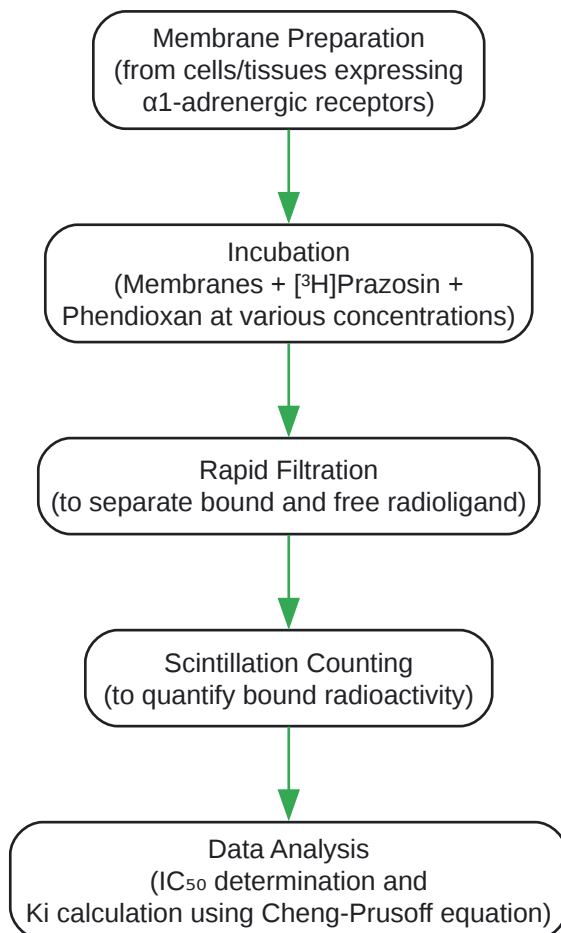 Membrane Preparation
(from cells/tissues expressing
α1-adrenergic receptors)
Incubation
(Membranes + [³H]Prazosin +
Phendioxan at various concentrations)
Rapid Filtration
(to separate bound and free radioligand)
Scintillation Counting
(to quantify bound radioactivity)
Data Analysis
(IC₅₀ determination and
Ki calculation using Cheng-Prusoff equation)